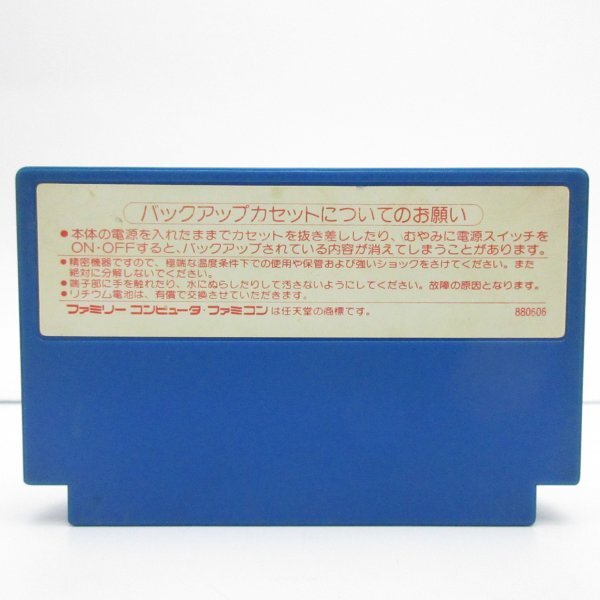 バックアップカセットについてのお願い
●本体の電源を入れたままでカセットを抜き差ししたり、むやみに電源スイッチを
ON・OFFすると、バックアップされている内容が消えてしまうことがあります。
●精密機器ですので、極端な温度条件下での使用や保管および強いショックをさけてください。また
絶対に分解しないでください。
●端子部に手を触れたり、水にぬらしたりして汚さないようにしてください。故障の原因となります。
●リチウム電池は、有償で交換させていただきます。
ファミリー コンピュータ・ファミコンは任天堂の商標です。 880606